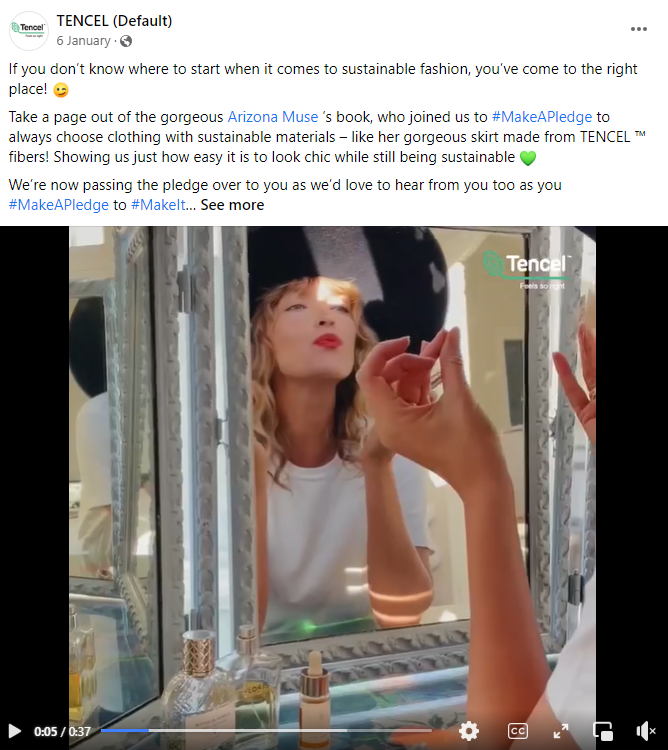 TENCEL (Default)
6 January ·
If you don't know where to start when it comes to sustainable fashion, you've come to the right
place!
Take a page out of the gorgeous Arizona Muse 's book, who joined us to #MakeAPledge to
always choose clothing with sustainable materials – like her gorgeous skirt made from TENCEL ™
fibers! Showing us just how easy it is to look chic while still being sustainable
We're now passing the pledge over to you as we'd love to hear from you too as you
#MakeAPledge to #MakeIt... See more
Tencel™
Feels so right
0:05 / 0:37
CC